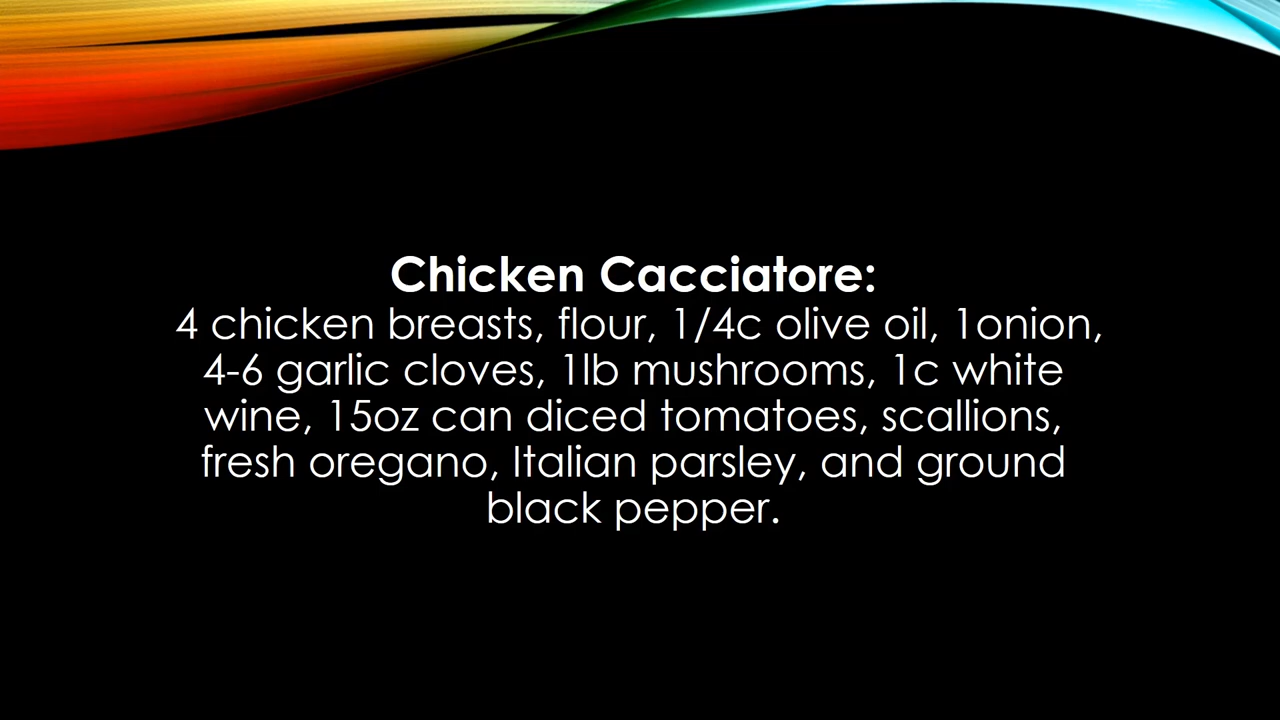 Chicken Cacciatore:
4 chicken breasts, flour, 1/4c olive oil, 1onion,
4-6 garlic cloves, 1lb mushrooms, 1c white
wine, 15oz can diced tomatoes, scallions,
fresh oregano, Italian parsley, and ground
black pepper.